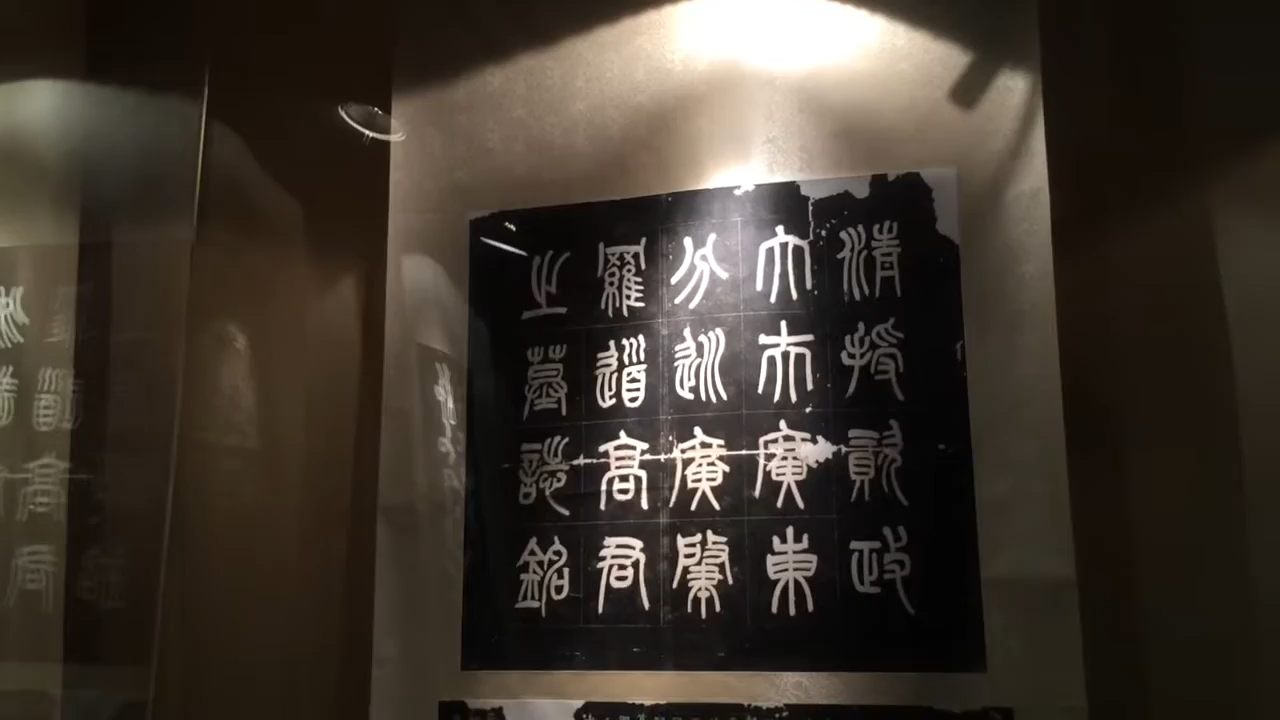 清授資政
大夫廣東
分巡廣肇
羅道高君
之墓誌銘